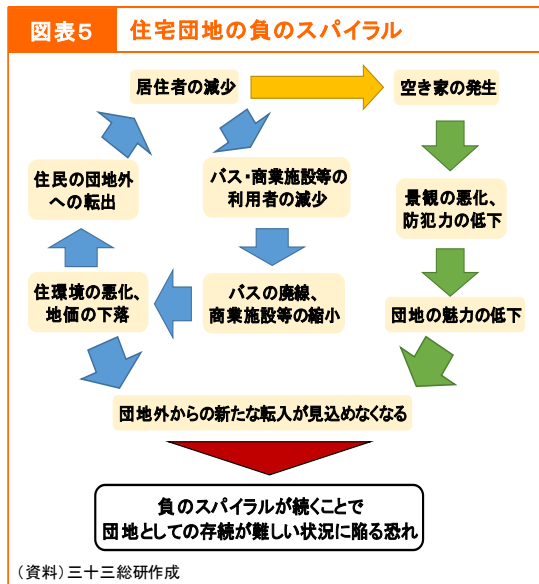 図表5
住宅団地の負のスパイラル
居住者の減少
空き家の発生
住民の団地外
への転出
バス・商業施設等の
利用者の減少
景観の悪化、
防犯力の低下
住環境の悪化、
地価の下落
バスの廃線、
商業施設等の縮小
団地の魅力の低下
団地外からの新たな転入が見込めなくなる
負のスパイラルが続くことで
団地としての存続が難しい状況に陥る恐れ
(資料)三十三総研作成